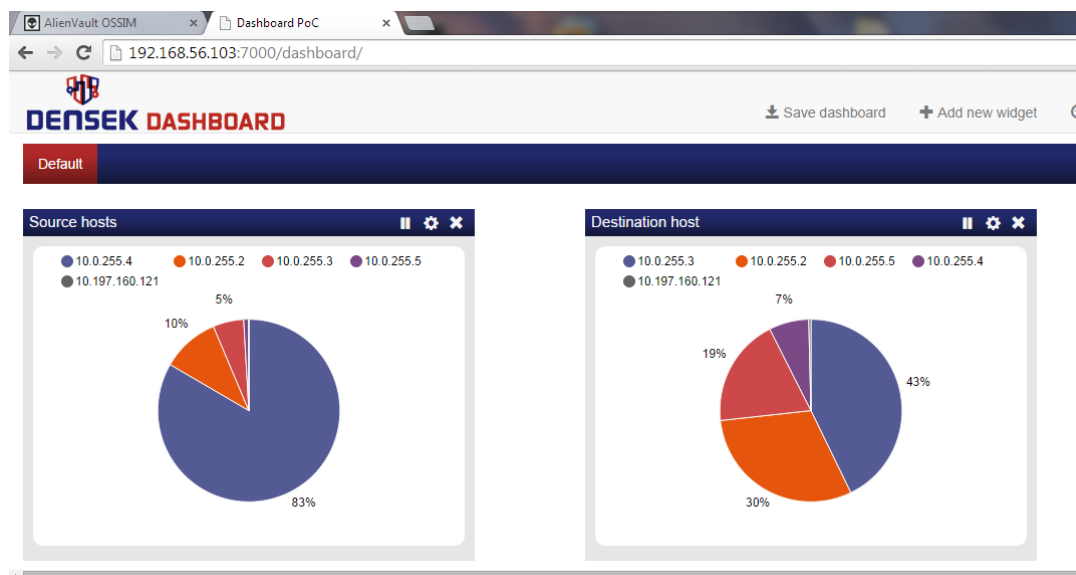 AlienVault OSSIM × Dashboard PoC ×
192.168.56.103:7000/dashboard/
DENSEK DASHBOARD
Save dashboard Add new widget
Default
Source hosts
10.0.255.4 10.0.255.2 10.0.255.3 10.0.255.5
10.197.160.121
5%
10%
83%
Destination host
10.0.255.3 10.0.255.2 10.0.255.5 10.0.255.4
10.197.160.121
7%
19%
43%
30%